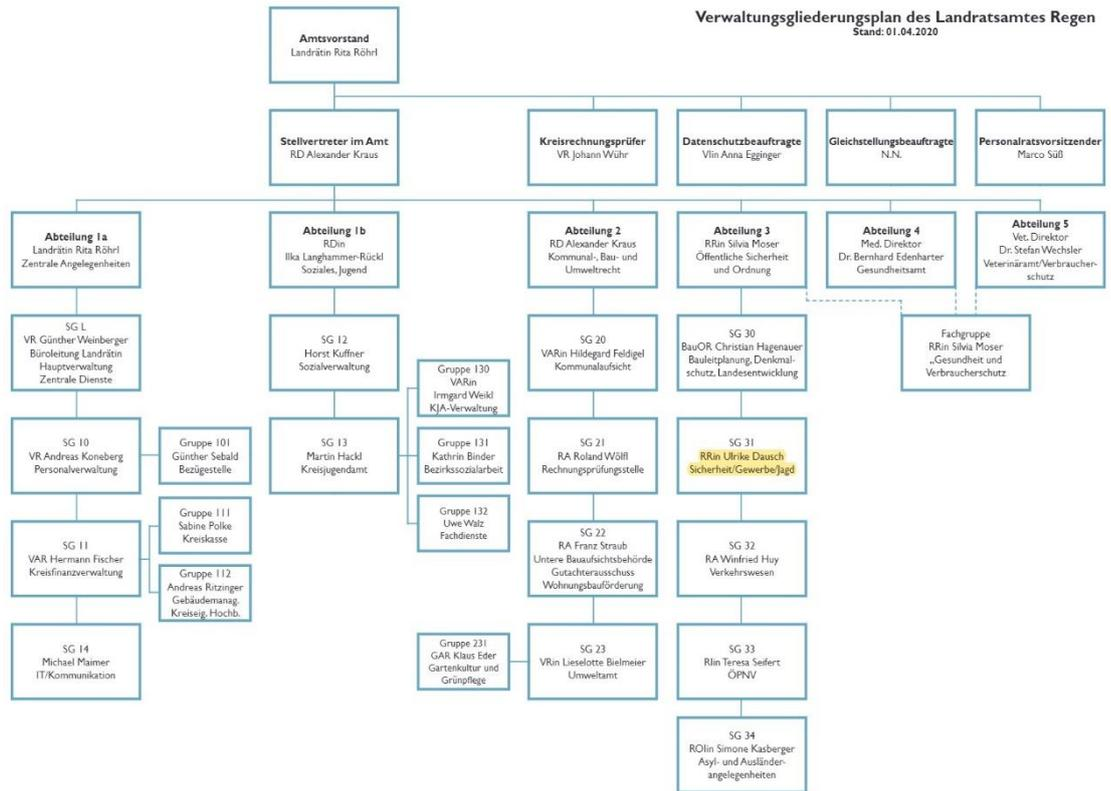 Verwaltungsgliederungsplan des Landratsamtes Regen
Stand: 01.04.2020
Amtsvorstand
Landrätin Rita Röhrl
Stellvertreter im Amt
RD Alexander Kraus
Kreisrechnungsprüfer
VR Johann Wühr
Datenschutzbeauftragte
VIin Anna Egginger
Gleichstellungsbeauftragte
N.N.
Personalratsvorsitzender
Marco Süß
Abteilung 1a
Landrätin Rita Röhrl
Zentrale Angelegenheiten
Abteilung 1b
RDin
Ilka Langhammer-Rückl
Soziales, Jugend
Abteilung 2
RD Alexander Kraus
Kommunal-, Bau- und
Umweltrecht
Abteilung 3
RRin Silvia Moser
Öffentliche Sicherheit
und Ordnung
Abteilung 4
Med. Direktor
Dr. Bernhard Edenharter
Gesundheitsamt
Abteilung 5
Vet. Direktor
Dr. Stefan Wechsler
Veterinäramt/Verbraucher-
schutz
SG L
VR Günther Weinberger
Büroleitung Landrätin
Hauptverwaltung
Zentrale Dienste
SG 12
Horst Kuffner
Sozialverwaltung
SG 20
VARin Hildegard Feldigel
Kommunalaufsicht
SG 30
BauOR Christian Hagenauer
Bauleitplanung, Denkmal-
schutz, Landesentwicklung
Fachgruppe
RRin Silvia Moser
„Gesundheit und
Verbraucherschutz
Gruppe 130
VARin
Irmgard Weikl
KJA-Verwaltung
SG 10
VR Andreas Koneberg
Personalverwaltung
Gruppe 101
Günther Sebald
Bezügestelle
SG 13
Martin Hackl
Kreisjugendamt
Gruppe 131
Kathrin Binder
Bezirkssozialarbeit
SG 21
RA Roland Wölfl
Rechnungsprüfungsstelle
SG 31
RRin Ulrike Dausch
Sicherheit/Gewerbe/Jagd
Gruppe 132
Uwe Walz
Fachdienste
SG 11
VAR Hermann Fischer
Kreisfinanzverwaltung
Gruppe 111
Sabine Polke
Kreiskasse
Gruppe 112
Andreas Ritzinger
Gebäudemanag.
Kreiseig. Hochb.
SG 22
RA Franz Straub
Untere Bauaufsichtsbehörde
Gutachterausschuss
Wohnungsbauförderung
SG 32
RA Winfried Huy
Verkehrswesen
SG 14
Michael Maimer
IT/Kommunikation
Gruppe 231
GAR Klaus Eder
Gartenkultur und
Grünpflege
SG 23
VRin Lieselotte Bielmeier
Umweltamt
SG 33
RIin Teresa Seifert
ÖPNV
SG 34
ROIin Simone Kasberger
Asyl- und Ausländer-
angelegenheiten